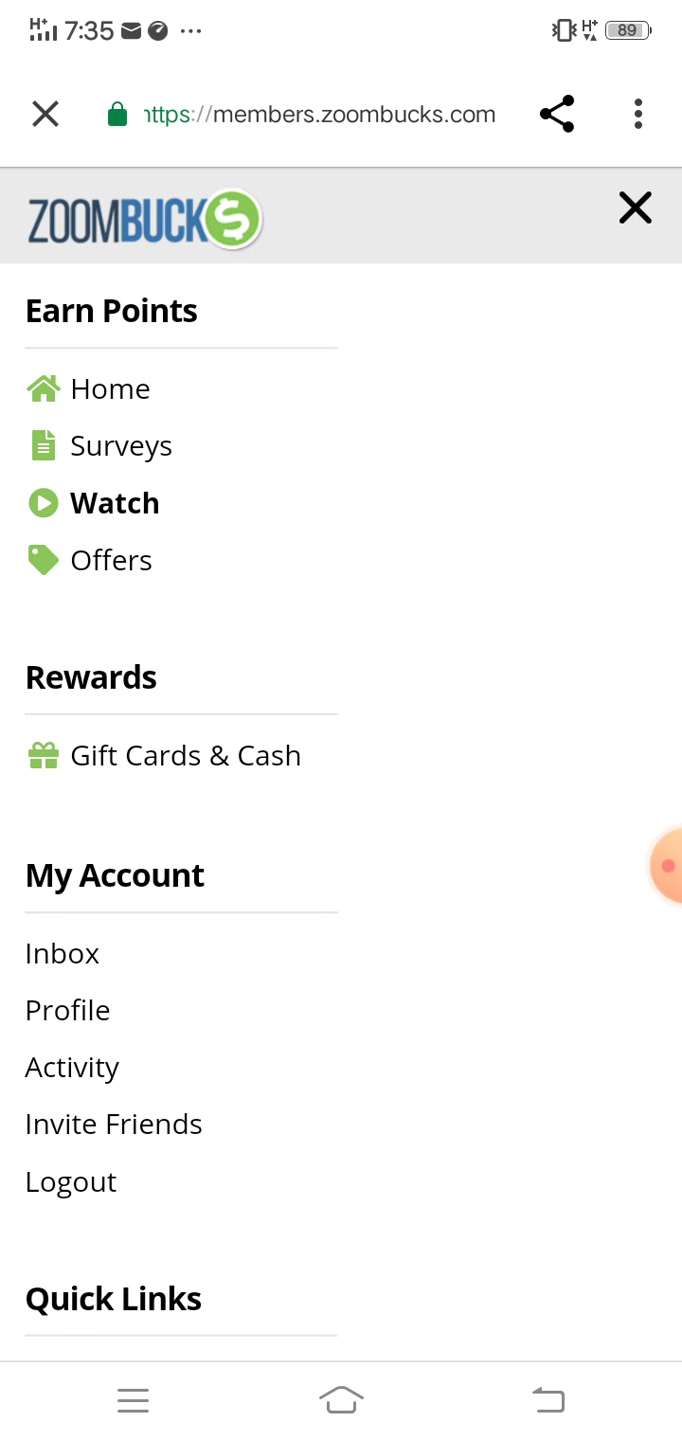 H+ 7:35 ... H+ 89
https://members.zoombucks.com
ZOOMBUCK$
Earn Points
Home
Surveys
Watch
Offers
Rewards
Gift Cards & Cash
My Account
Inbox
Profile
Activity
Invite Friends
Logout
Quick Links